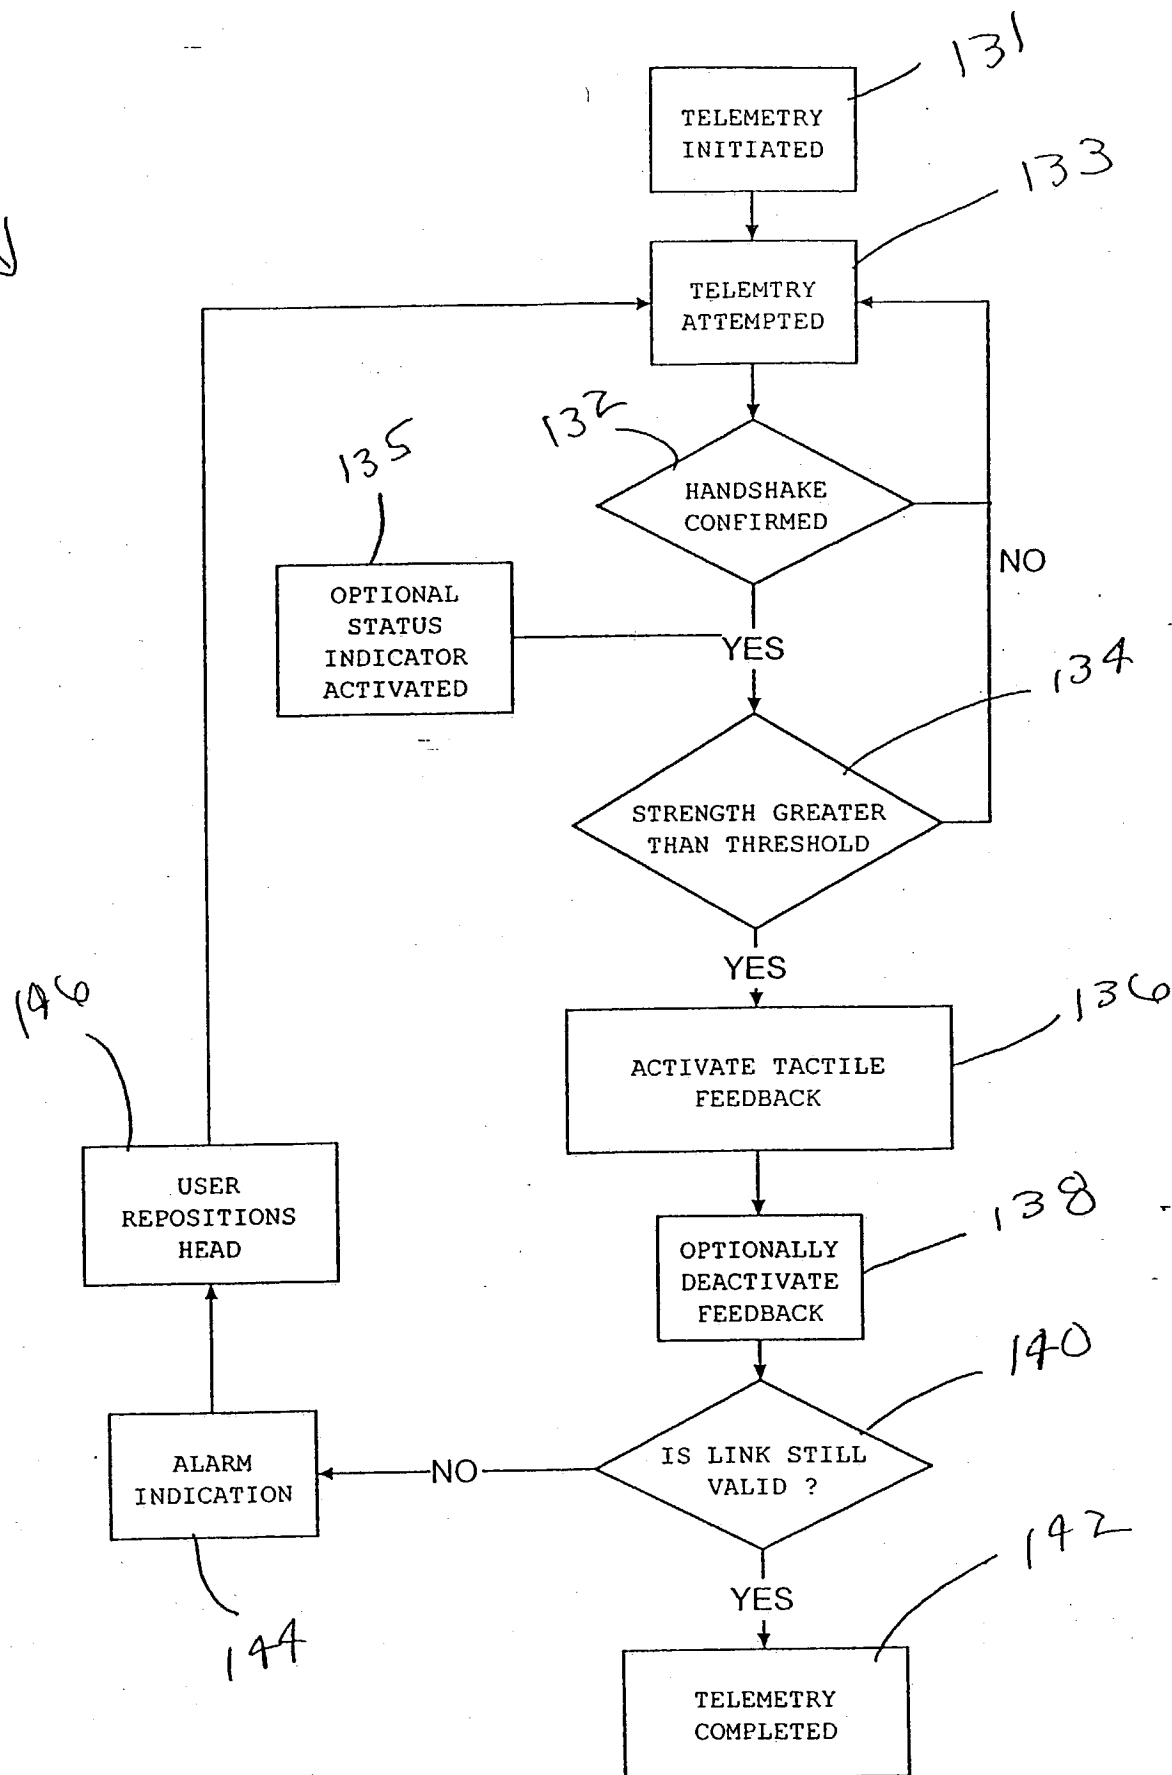 131
TELEMETRY
INITIATED
133
TELEMTRY
ATTEMPTED
132
HANDSHAKE
CONFIRMED
135
OPTIONAL
STATUS
INDICATOR
ACTIVATED
NO
YES
134
STRENGTH GREATER
THAN THRESHOLD
YES
136
ACTIVATE TACTILE
FEEDBACK
146
USER
REPOSITIONS
HEAD
138
OPTIONALLY
DEACTIVATE
FEEDBACK
140
IS LINK STILL
VALID ?
NO
ALARM
INDICATION
144
YES
142
TELEMETRY
COMPLETED